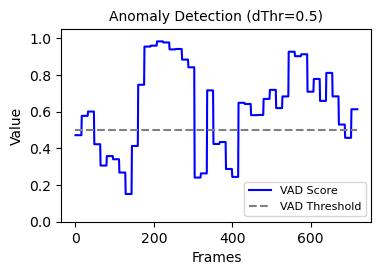 Anomaly Detection (dThr=0.5)
1.0
0.8
0.6
0.4
0.2
0.0
Value
VAD Score
VAD Threshold
0
200
400
600
Frames